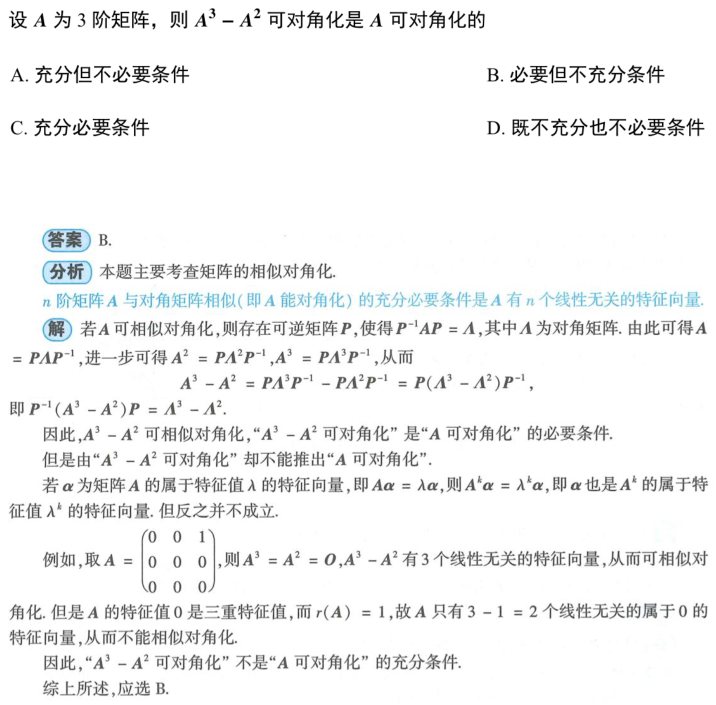 设 A 为 3 阶矩阵，则 A³ − A² 可对角化是 A 可对角化的
A. 充分但不必要条件 B. 必要但不充分条件
C. 充分必要条件 D. 既不充分也不必要条件
答案 B.
分析 本题主要考查矩阵的相似对角化.
n 阶矩阵 A 与对角矩阵相似(即 A 能对角化) 的充分必要条件是 A 有 n 个线性无关的特征向量.
解 若 A 可相似对角化,则存在可逆矩阵 P,使得 P⁻¹AP = Λ,其中 Λ 为对角矩阵. 由此可得 A
= PΛP⁻¹,进一步可得 A² = PΛ²P⁻¹,A³ = PΛ³P⁻¹,从而
A³ − A² = PΛ³P⁻¹ − PΛ²P⁻¹ = P(Λ³ − Λ²)P⁻¹,
即 P⁻¹(A³ − A²)P = Λ³ − Λ².
因此,A³ − A² 可相似对角化,“A³ − A² 可对角化” 是“A 可对角化” 的必要条件.
但是由“A³ − A² 可对角化” 却不能推出“A 可对角化”.
若 α 为矩阵 A 的属于特征值 λ 的特征向量,即 Aα = λα,则 Aᵏα = λᵏα,即 α 也是 Aᵏ 的属于特
征值 λᵏ 的特征向量. 但反之并不成立.
例如,取 A = (0 0 1
0 0 0
0 0 0),则 A³ = A² = O,A³ − A² 有 3 个线性无关的特征向量,从而可相似对
角化. 但是 A 的特征值 0 是三重特征值,而 r(A) = 1,故 A 只有 3 − 1 = 2 个线性无关的属于 0 的
特征向量,从而不能相似对角化.
因此,“A³ − A² 可对角化” 不是“A 可对角化” 的充分条件.
综上所述,应选 B.